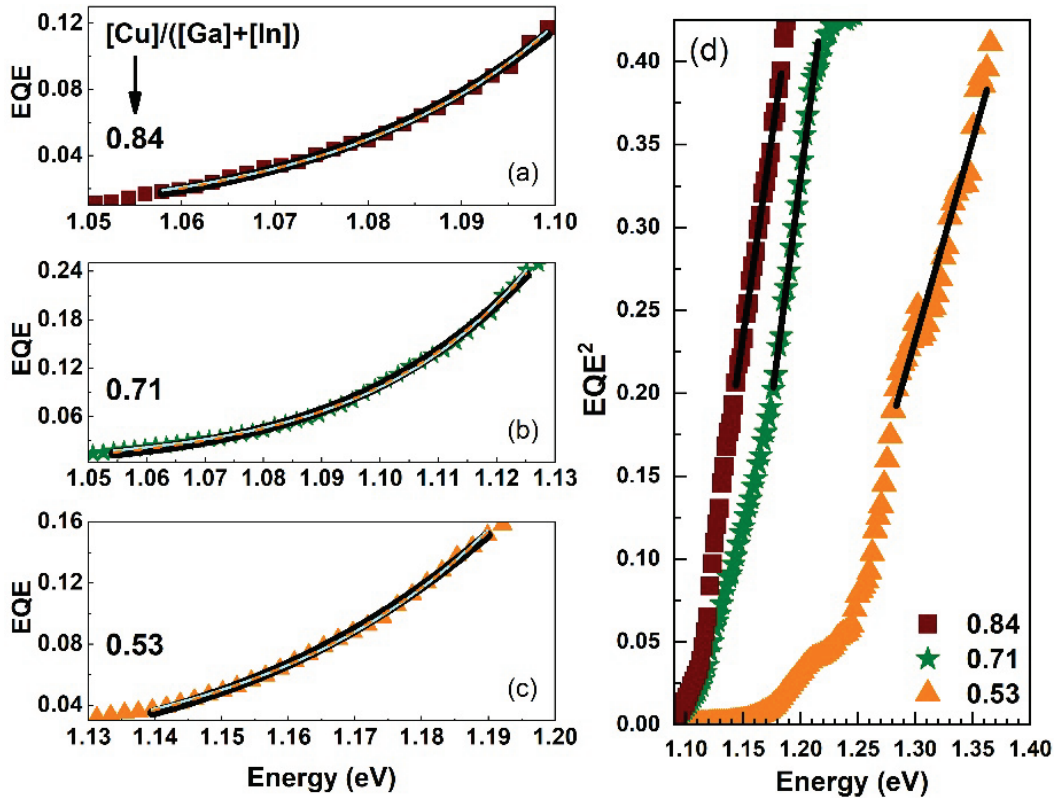 [Cu]/([Ga]+[In])
EQE
0.12
0.08
0.04
0.84
(a)
1.05 1.06 1.07 1.08 1.09 1.10
EQE
0.24
0.18
0.12
0.06
0.71
(b)
1.05 1.06 1.07 1.08 1.09 1.10 1.11 1.12 1.13
EQE
0.16
0.12
0.08
0.04
0.53
(c)
1.13 1.14 1.15 1.16 1.17 1.18 1.19 1.20
Energy (eV)
(d)
EQE²
0.40
0.35
0.30
0.25
0.20
0.15
0.10
0.05
0.00
0.84
0.71
0.53
1.10 1.15 1.20 1.25 1.30 1.35 1.40
Energy (eV)